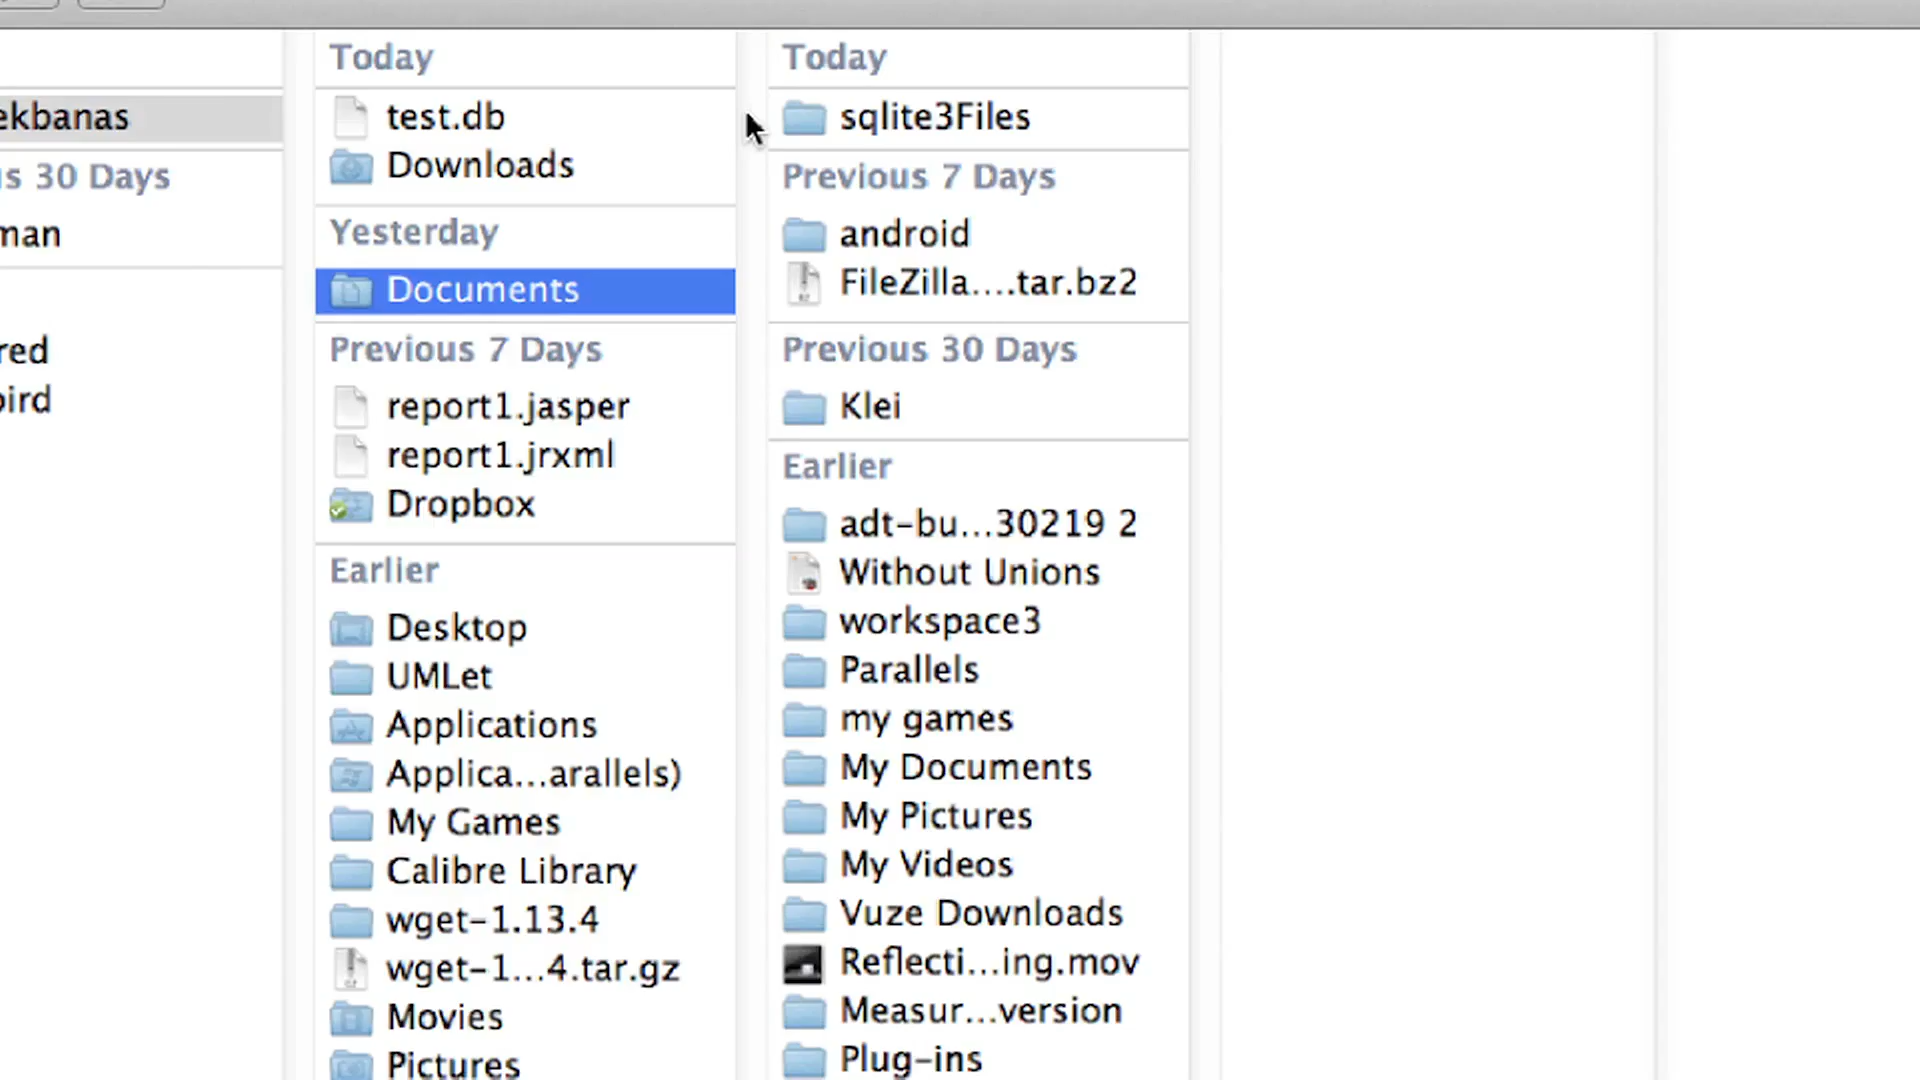 ekbanas
s 30 Days
man
red
bird
Today
test.db
Downloads
Yesterday
Documents
Previous 7 Days
report1.jasper
report1.jrxml
Dropbox
Earlier
Desktop
UMLet
Applications
Applica...arallels)
My Games
Calibre Library
wget-1.13.4
wget-1...4.tar.gz
Movies
Pictures
Today
sqlite3Files
Previous 7 Days
android
FileZilla....tar.bz2
Previous 30 Days
Klei
Earlier
adt-bu...30219 2
Without Unions
workspace3
Parallels
my games
My Documents
My Pictures
My Videos
Vuze Downloads
Reflecti...ing.mov
Measur...version
Plug-ins